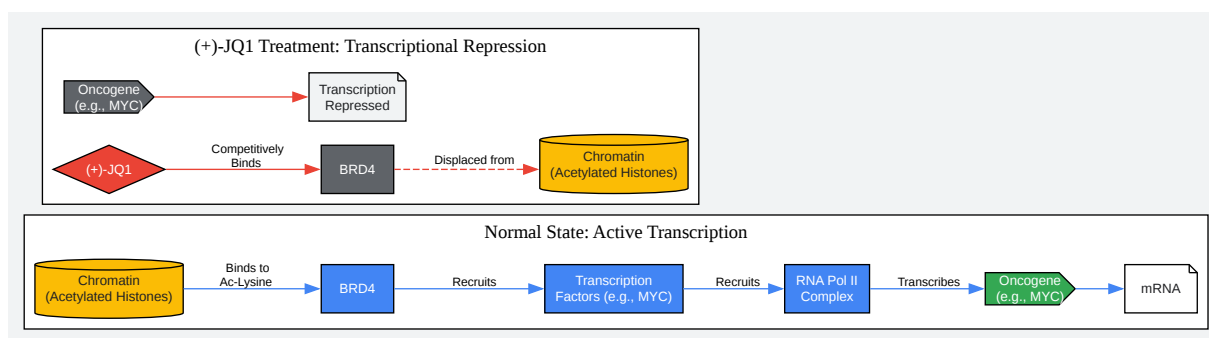 (+)-JQ1 Treatment: Transcriptional Repression
Oncogene
(e.g., MYC)
Transcription
Repressed
(+)-JQ1
Competitively
Binds
BRD4
Displaced from
Chromatin
(Acetylated Histones)
Normal State: Active Transcription
Chromatin
(Acetylated Histones)
Binds to
Ac-Lysine
BRD4
Recruits
Transcription
Factors (e.g., MYC)
Recruits
RNA Pol II
Complex
Transcribes
Oncogene
(e.g., MYC)
mRNA